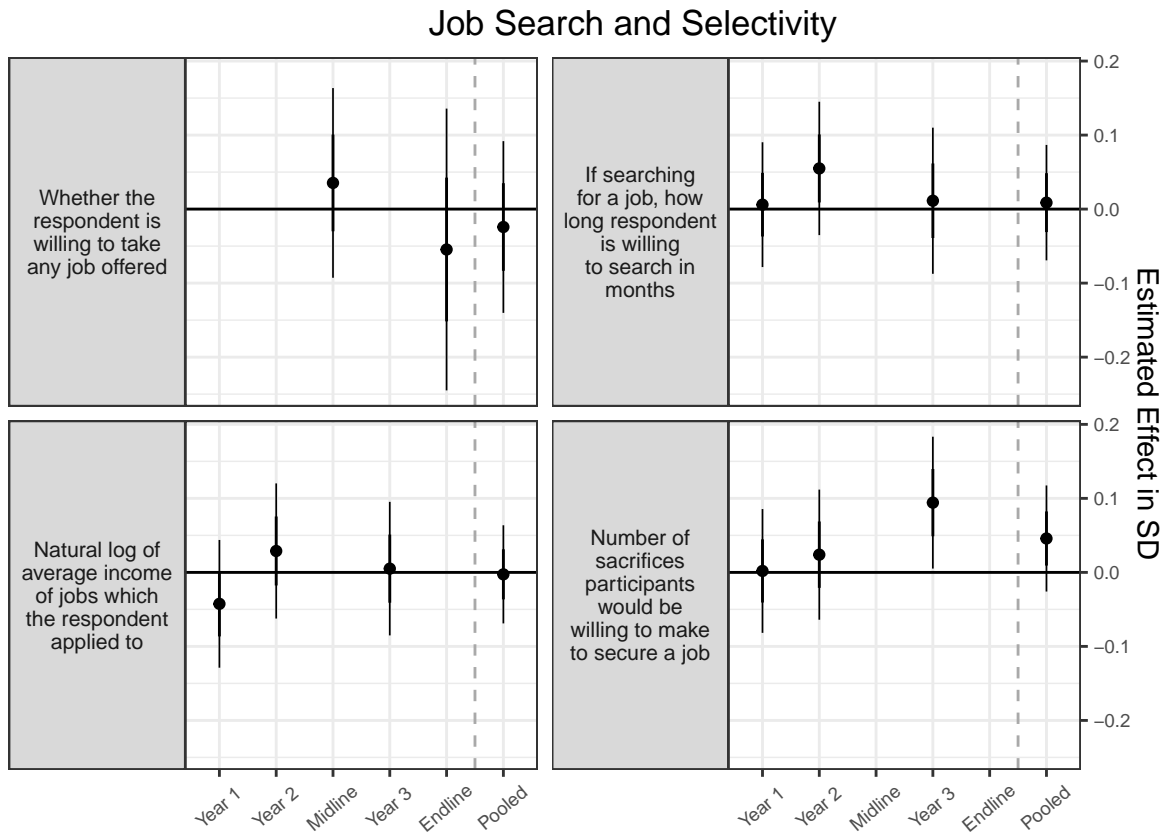 Job Search and Selectivity
Whether the
respondent is
willing to take
any job offered
If searching
for a job, how
long respondent
is willing
to search in
months
0.2
0.1
0.0
−0.1
−0.2
Natural log of
average income
of jobs which
the respondent
applied to
Number of
sacrifices
participants
would be
willing to make
to secure a job
0.2
0.1
0.0
−0.1
−0.2
Estimated Effect in SD
Year 1
Year 2
Midline
Year 3
Endline
Pooled
Year 1
Year 2
Midline
Year 3
Endline
Pooled